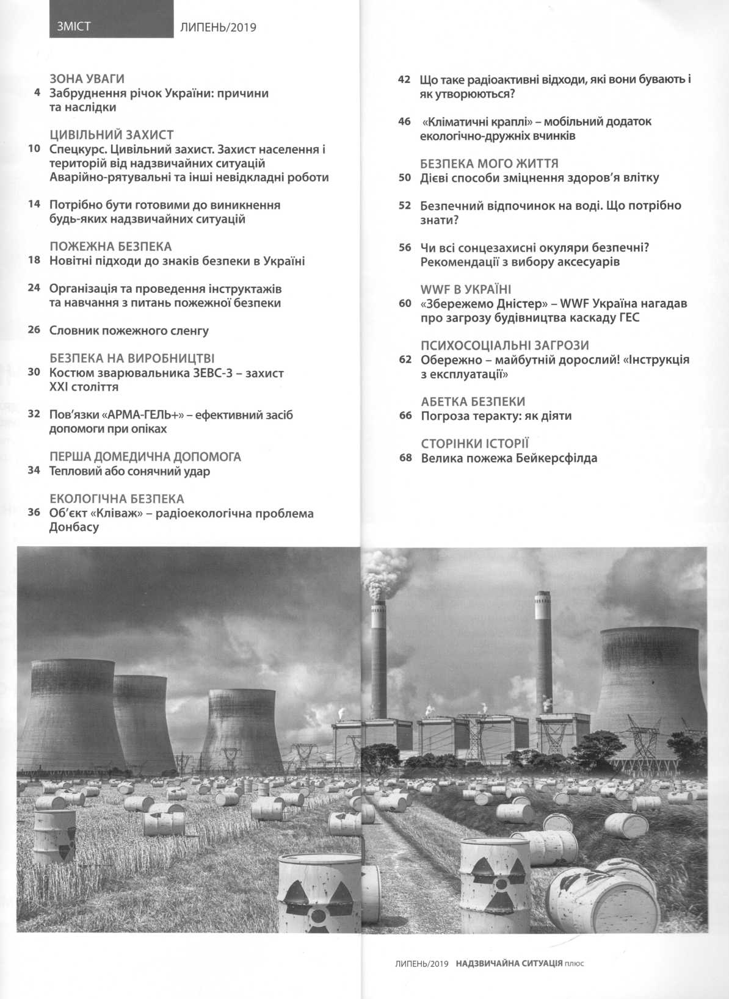 ЗМІСТ
ЛИПЕНЬ/2019
ЗОНА УВАГИ
4 Забруднення річок України: причини
та наслідки
ЦИВІЛЬНИЙ ЗАХИСТ
10 Спецкурс. Цивільний захист. Захист населення і
територій від надзвичайних ситуацій
Аварійно-рятувальні та інші невідкладні роботи
14 Потрібно бути готовими до виникнення
будь-яких надзвичайних ситуацій
ПОЖЕЖНА БЕЗПЕКА
18 Новітні підходи до знаків безпеки в Україні
24 Організація та проведення інструктажів
та навчання з питань пожежної безпеки
26 Словник пожежного сленгу
БЕЗПЕКА НА ВИРОБНИЦТВІ
30 Костюм зварювальника ЗЕВС-3 – захист
ХХІ століття
32 Пов’язки «АРМА-ГЕЛЬ+» – ефективний засіб
допомоги при опіках
ПЕРША ДОМЕДИЧНА ДОПОМОГА
34 Тепловий або сонячний удар
ЕКОЛОГІЧНА БЕЗПЕКА
36 Об’єкт «Кліваж» – радіоекологічна проблема
Донбасу
42 Що таке радіоактивні відходи, які вони бувають і
як утворюються?
46 «Кліматичні краплі» – мобільний додаток
екологічно-дружніх вчинків
БЕЗПЕКА МОГО ЖИТТЯ
50 Дієві способи зміцнення здоров’я влітку
52 Безпечний відпочинок на воді. Що потрібно
знати?
56 Чи всі сонцезахисні окуляри безпечні?
Рекомендації з вибору аксесуарів
WWF В УКРАЇНІ
60 «Збережемо Дністер» – WWF Україна нагадав
про загрозу будівництва каскаду ГЕС
ПСИХОСОЦІАЛЬНІ ЗАГРОЗИ
62 Обережно – майбутній дорослий! «Інструкція
з експлуатації»
АБЕТКА БЕЗПЕКИ
66 Погроза теракту: як діяти
СТОРІНКИ ІСТОРІЇ
68 Велика пожежа Бейкерсфілда
ЛИПЕНЬ/2019 НАДЗВИЧАЙНА СИТУАЦІЯ плюс